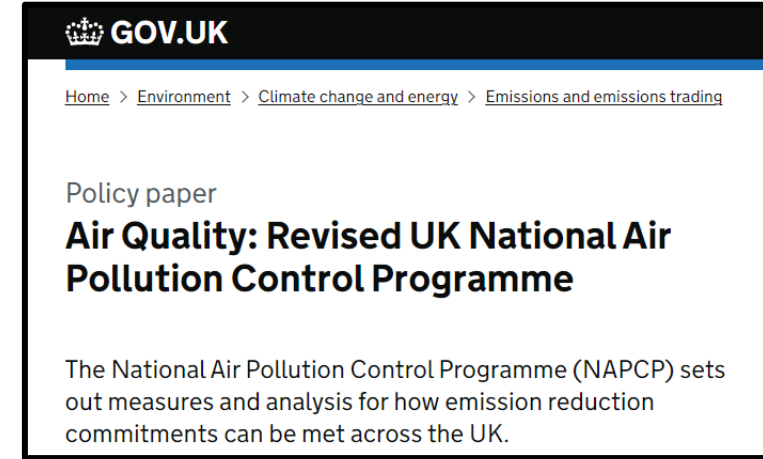 GOV.UK
Home > Environment > Climate change and energy > Emissions and emissions trading
Policy paper
Air Quality: Revised UK National Air
Pollution Control Programme
The National Air Pollution Control Programme (NAPCP) sets
out measures and analysis for how emission reduction
commitments can be met across the UK.